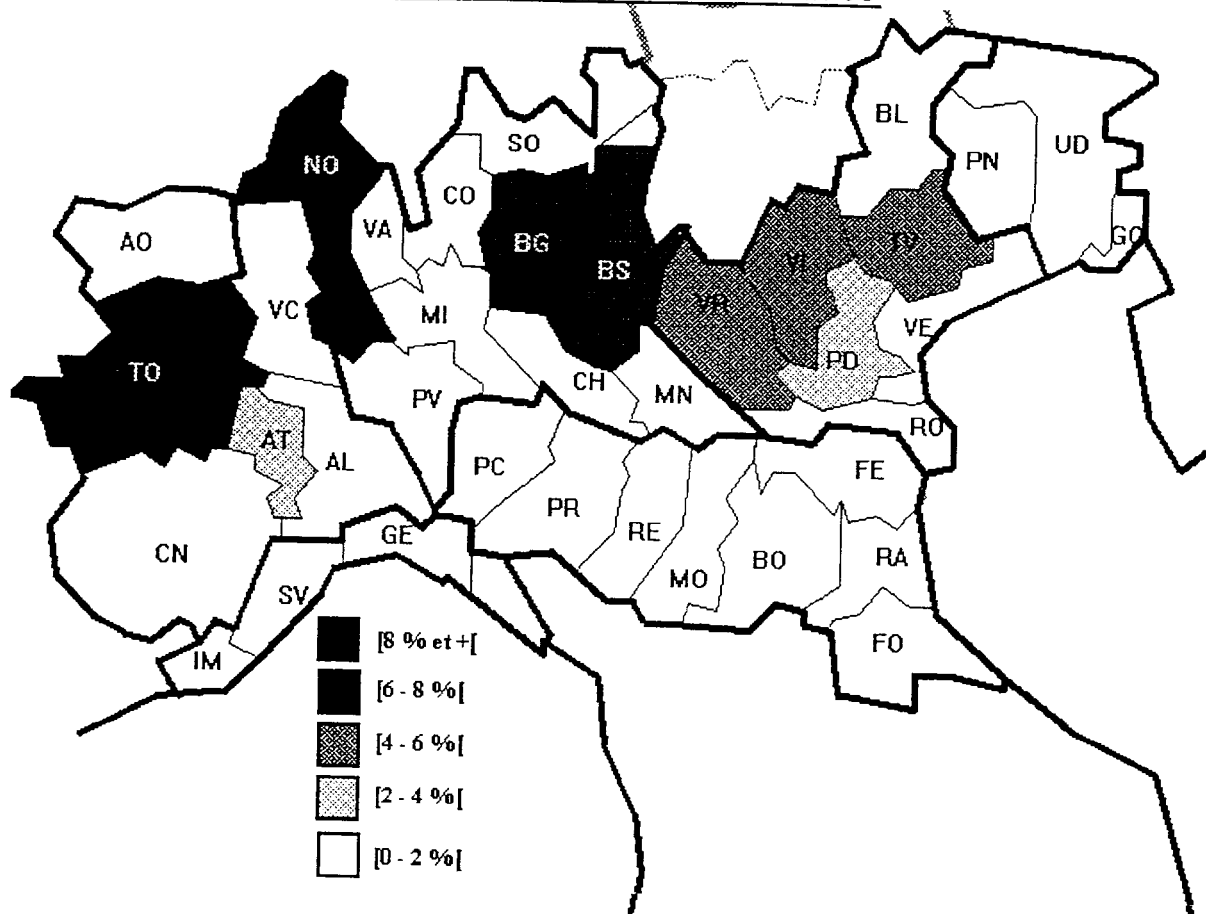 BL
UD
SO
PN
NO
CO
VA
GO
AO
BG
TV
BS
VI
VR
VC
MI
VE
PD
TO
CH
MN
PV
RO
AT
AL
PC
FE
PR
RE
GE
CN
BO
RA
MO
SV
FO
IM
[8 % et +[
[6 - 8 %[
[4 - 6 %[
[2 - 4 %[
[0 - 2 %[